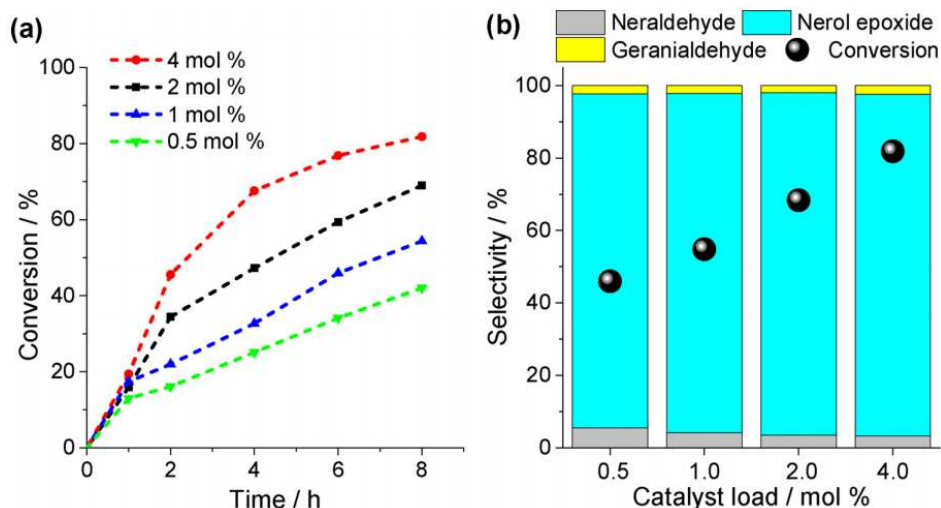 (a)
4 mol %
2 mol %
1 mol %
0.5 mol %
100
80
60
40
20
0
Conversion / %
0 2 4 6 8
Time / h
(b)
Neraldehyde Nerol epoxide
Geranialdehyde Conversion
100
80
60
40
20
0
Selectivity / %
0.5 1.0 2.0 4.0
Catalyst load / mol %